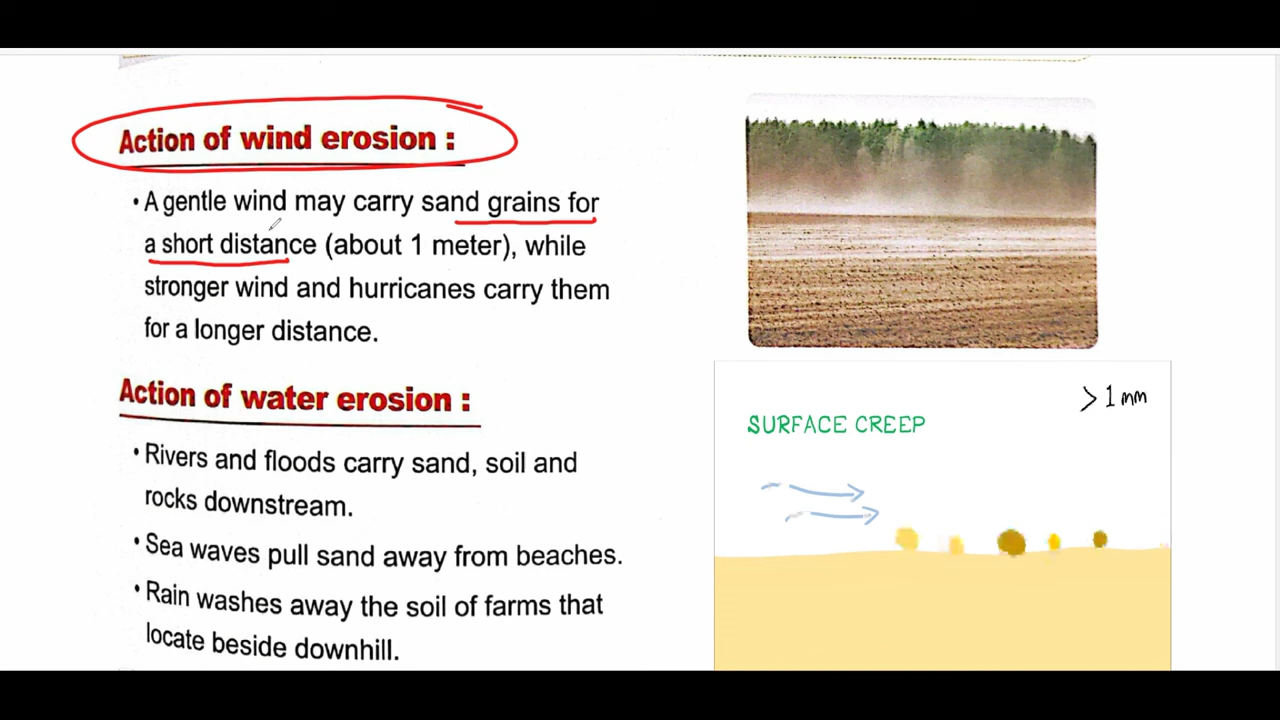 Action of wind erosion :
• A gentle wind may carry sand grains for
a short distance (about 1 meter), while
stronger wind and hurricanes carry them
for a longer distance.
Action of water erosion :
• Rivers and floods carry sand, soil and
rocks downstream.
• Sea waves pull sand away from beaches.
• Rain washes away the soil of farms that
locate beside downhill.
> 1 mm
SURFACE CREEP